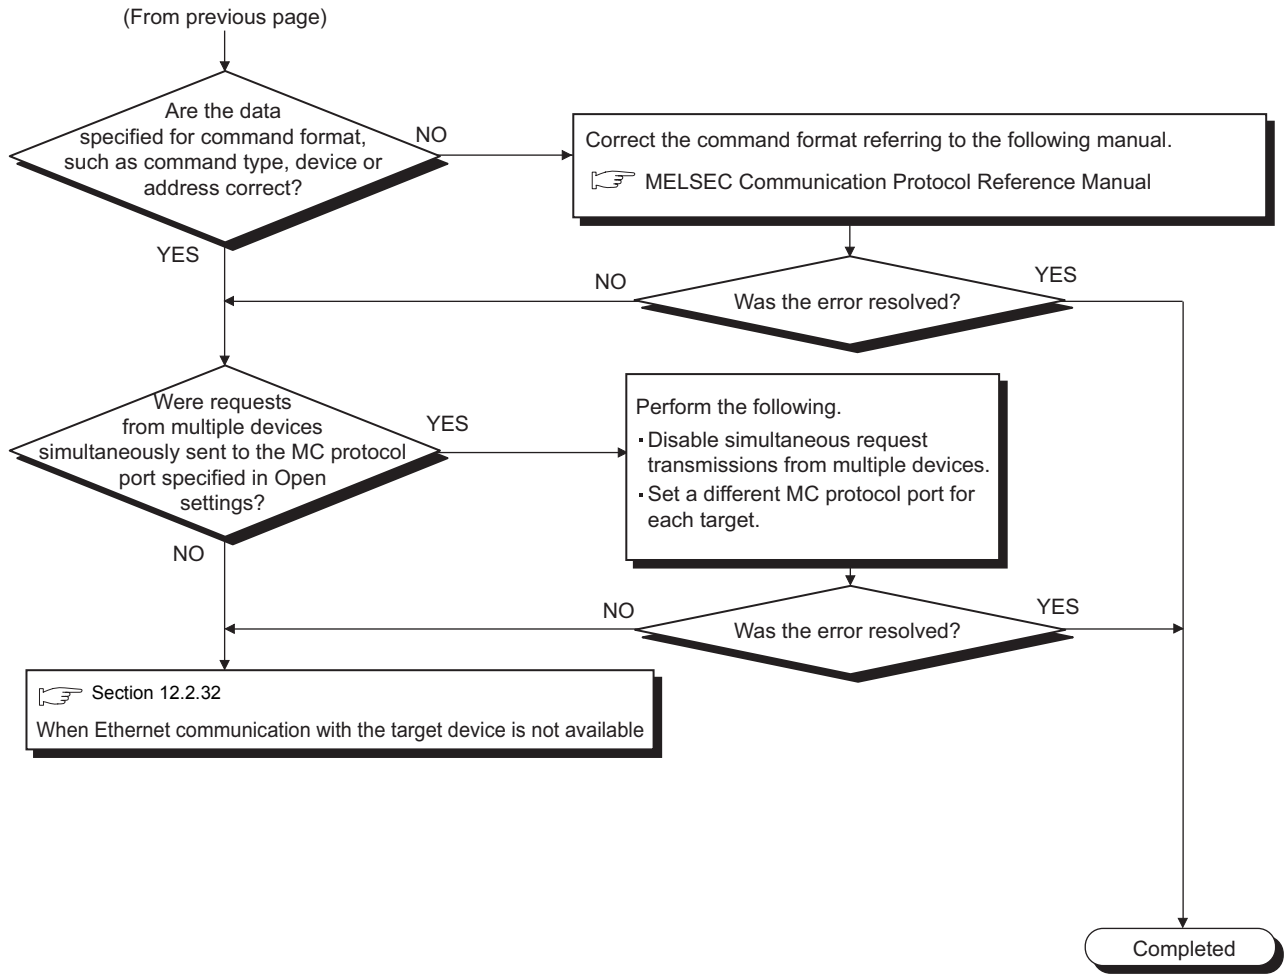 (From previous page)
Are the data
specified for command format,
such as command type, device or
address correct?
NO
Correct the command format referring to the following manual.
MELSEC Communication Protocol Reference Manual
YES
NO
Was the error resolved?
YES
Were requests
from multiple devices
simultaneously sent to the MC protocol
port specified in Open
settings?
YES
Perform the following.
· Disable simultaneous request
transmissions from multiple devices.
· Set a different MC protocol port for
each target.
NO
NO
Was the error resolved?
YES
Section 12.2.32
When Ethernet communication with the target device is not available
Completed